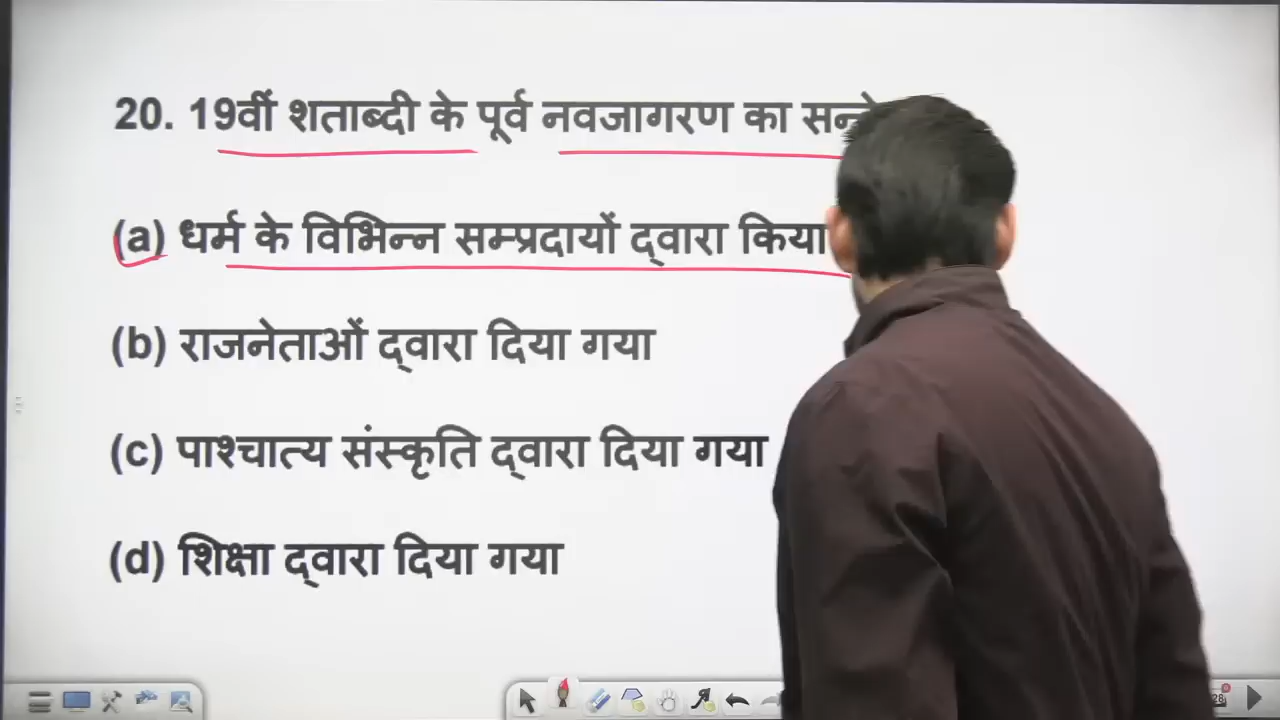 20. 19वीं शताब्दी के पूर्व नवजागरण का
(a) धर्म के विभिन्न सम्प्रदायों द्वारा किया
(b) राजनेताओं द्वारा दिया गया
(c) पाश्चात्य संस्कृति द्वारा दिया गया
(d) शिक्षा द्वारा दिया गया